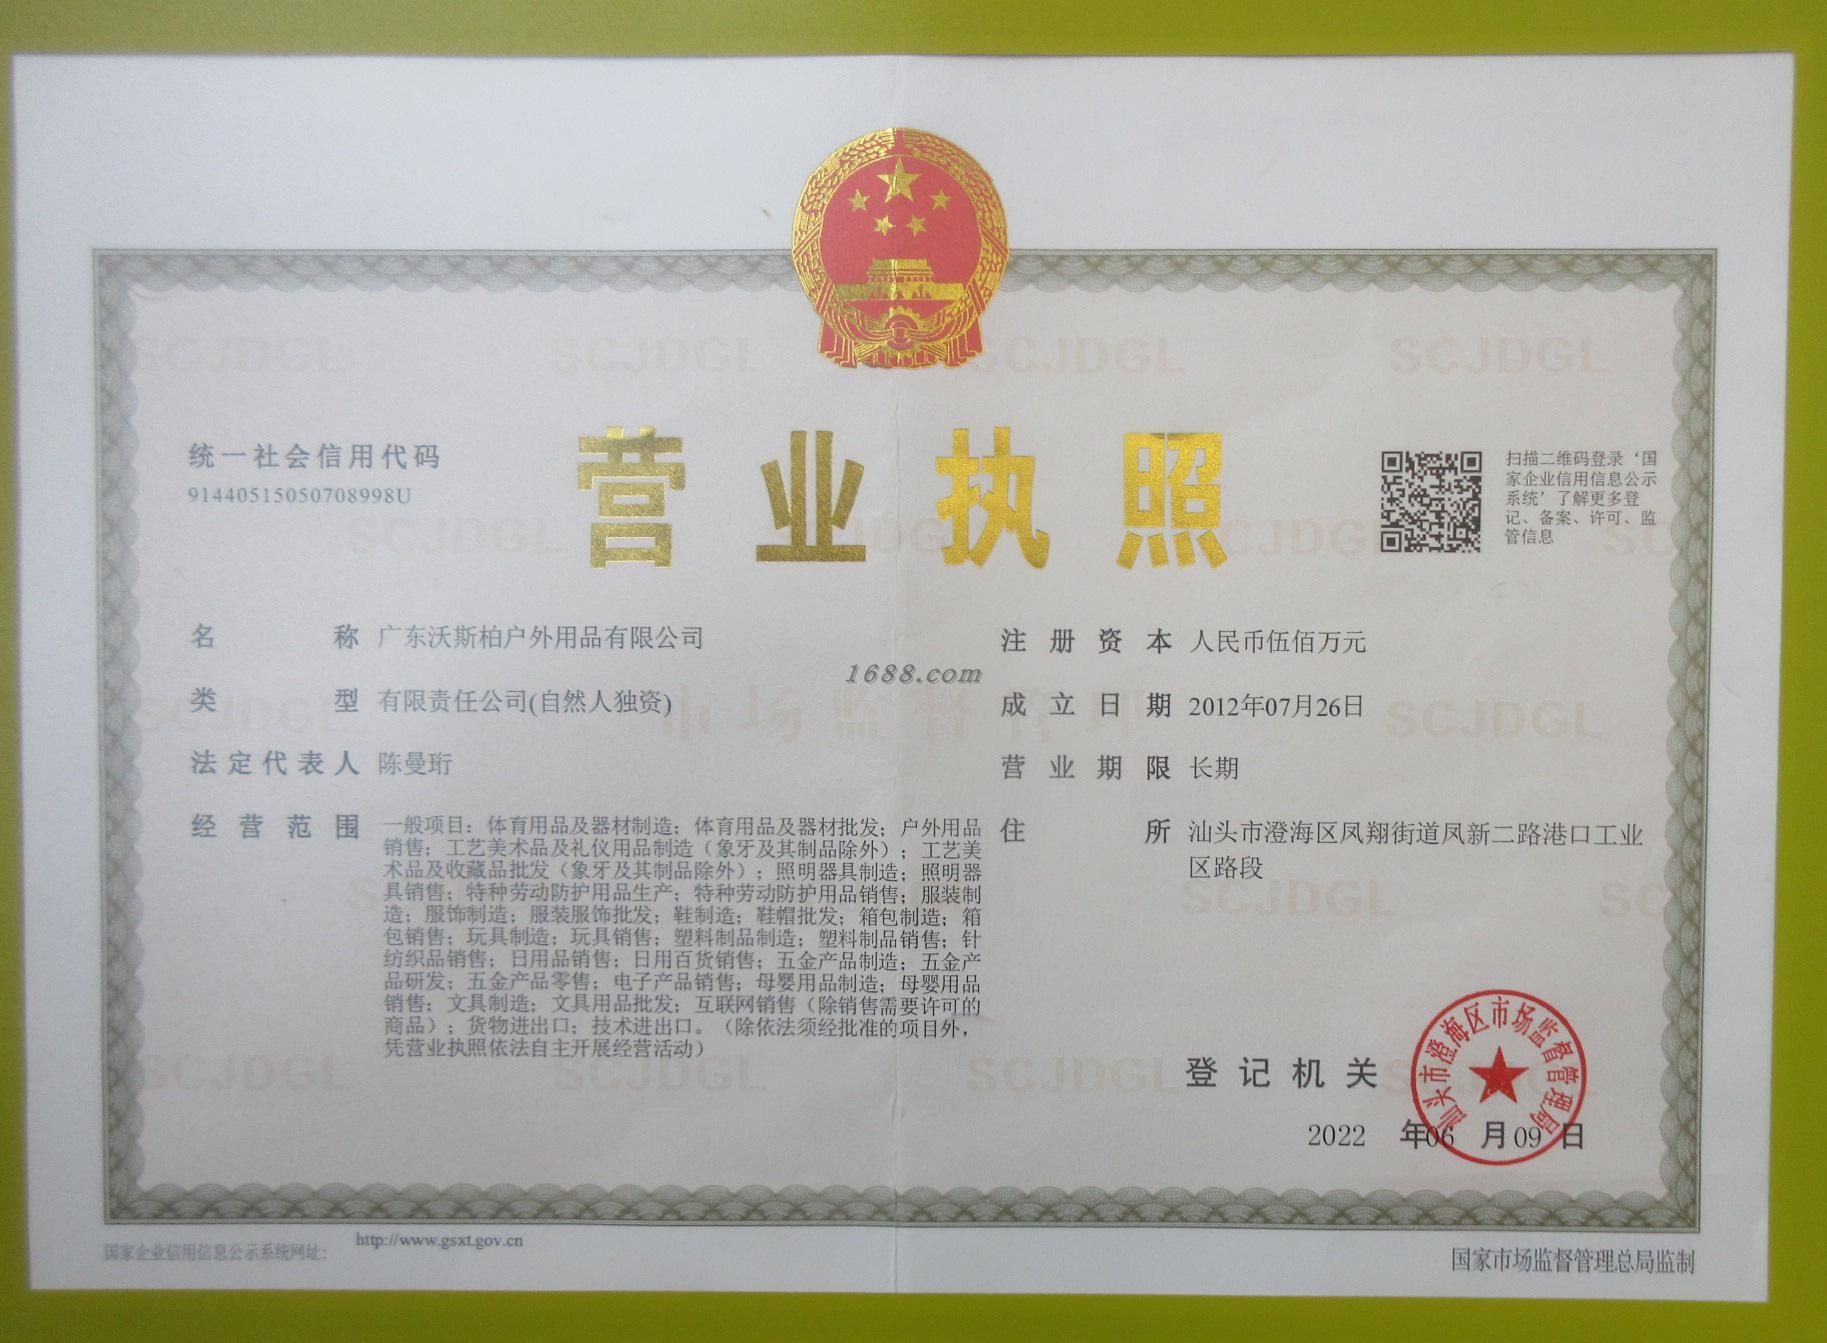 统一社会信用代码
91440515050708998U
营业执照
扫描二维码登录‘国
家企业信用信息公示
系统’了解更多登
记、备案、许可、监
管信息
名称 广东沃斯柏户外用品有限公司
类型 有限责任公司(自然人独资)
法定代表人 陈曼珩
经营范围 一般项目：体育用品及器材制造；体育用品及器材批发；户外用品
销售；工艺美术品及礼仪用品制造（象牙及其制品除外）；工艺美
术品及收藏品批发（象牙及其制品除外）；照明器具制造；照明器
具销售；特种劳动防护用品生产；特种劳动防护用品销售；服装制
造；服饰制造；服装服饰批发；鞋制造；鞋帽批发；箱包制造；箱
包销售；玩具制造；玩具销售；塑料制品制造；塑料制品销售；针
纺织品销售；日用品销售；日用百货销售；五金产品制造；五金产
品研发；五金产品零售；电子产品销售；母婴用品制造；母婴用品
销售；文具制造；文具用品批发；互联网销售（除销售需要许可的
商品）；货物进出口；技术进出口。（除依法须经批准的项目外，
凭营业执照依法自主开展经营活动）
1688.com
注册资本 人民币伍佰万元
成立日期 2012年07月26日
营业期限 长期
住所 汕头市澄海区凤翔街道凤新二路港口工业
区路段
登记机关
汕头市澄海区市场监督管理局
2022 年06 月09 日
国家企业信用信息公示系统网址： http://www.gsxt.gov.cn
国家市场监督管理总局监制
SCJDGL
市场监督管理